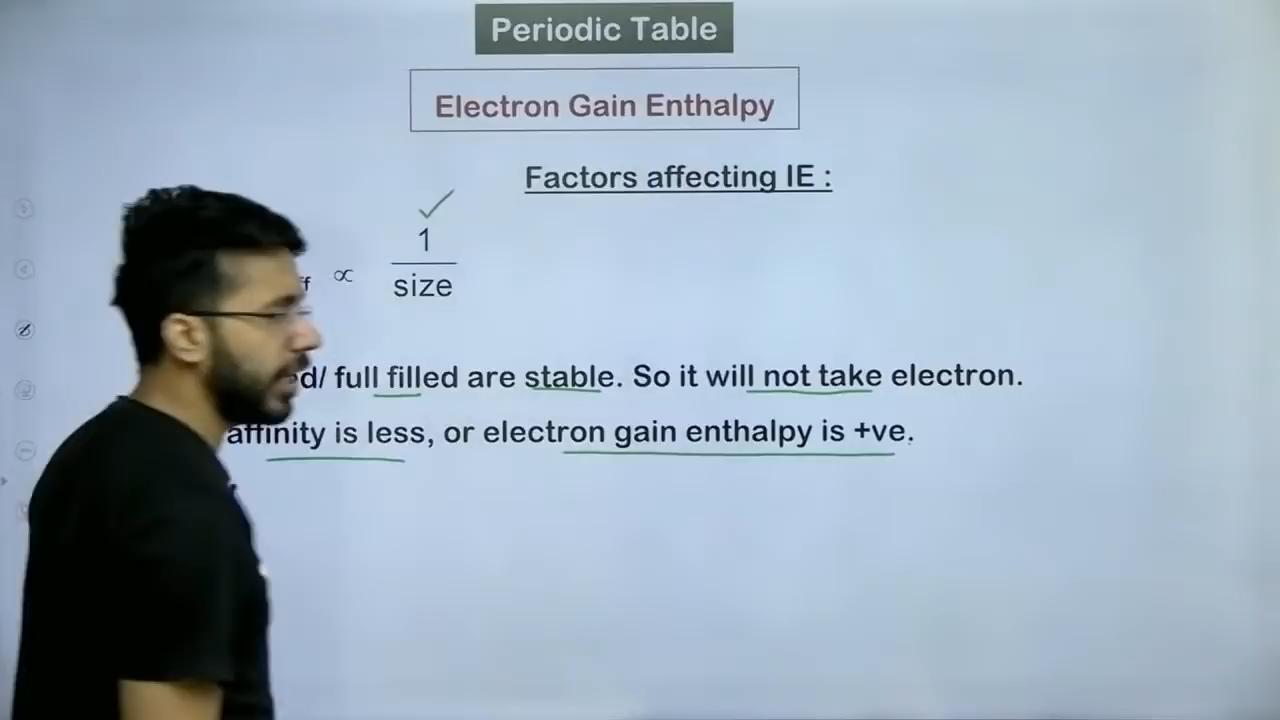 Periodic Table
Electron Gain Enthalpy
Factors affecting IE :
∝ 1
size
full filled are stable. So it will not take electron.
affinity is less, or electron gain enthalpy is +ve.